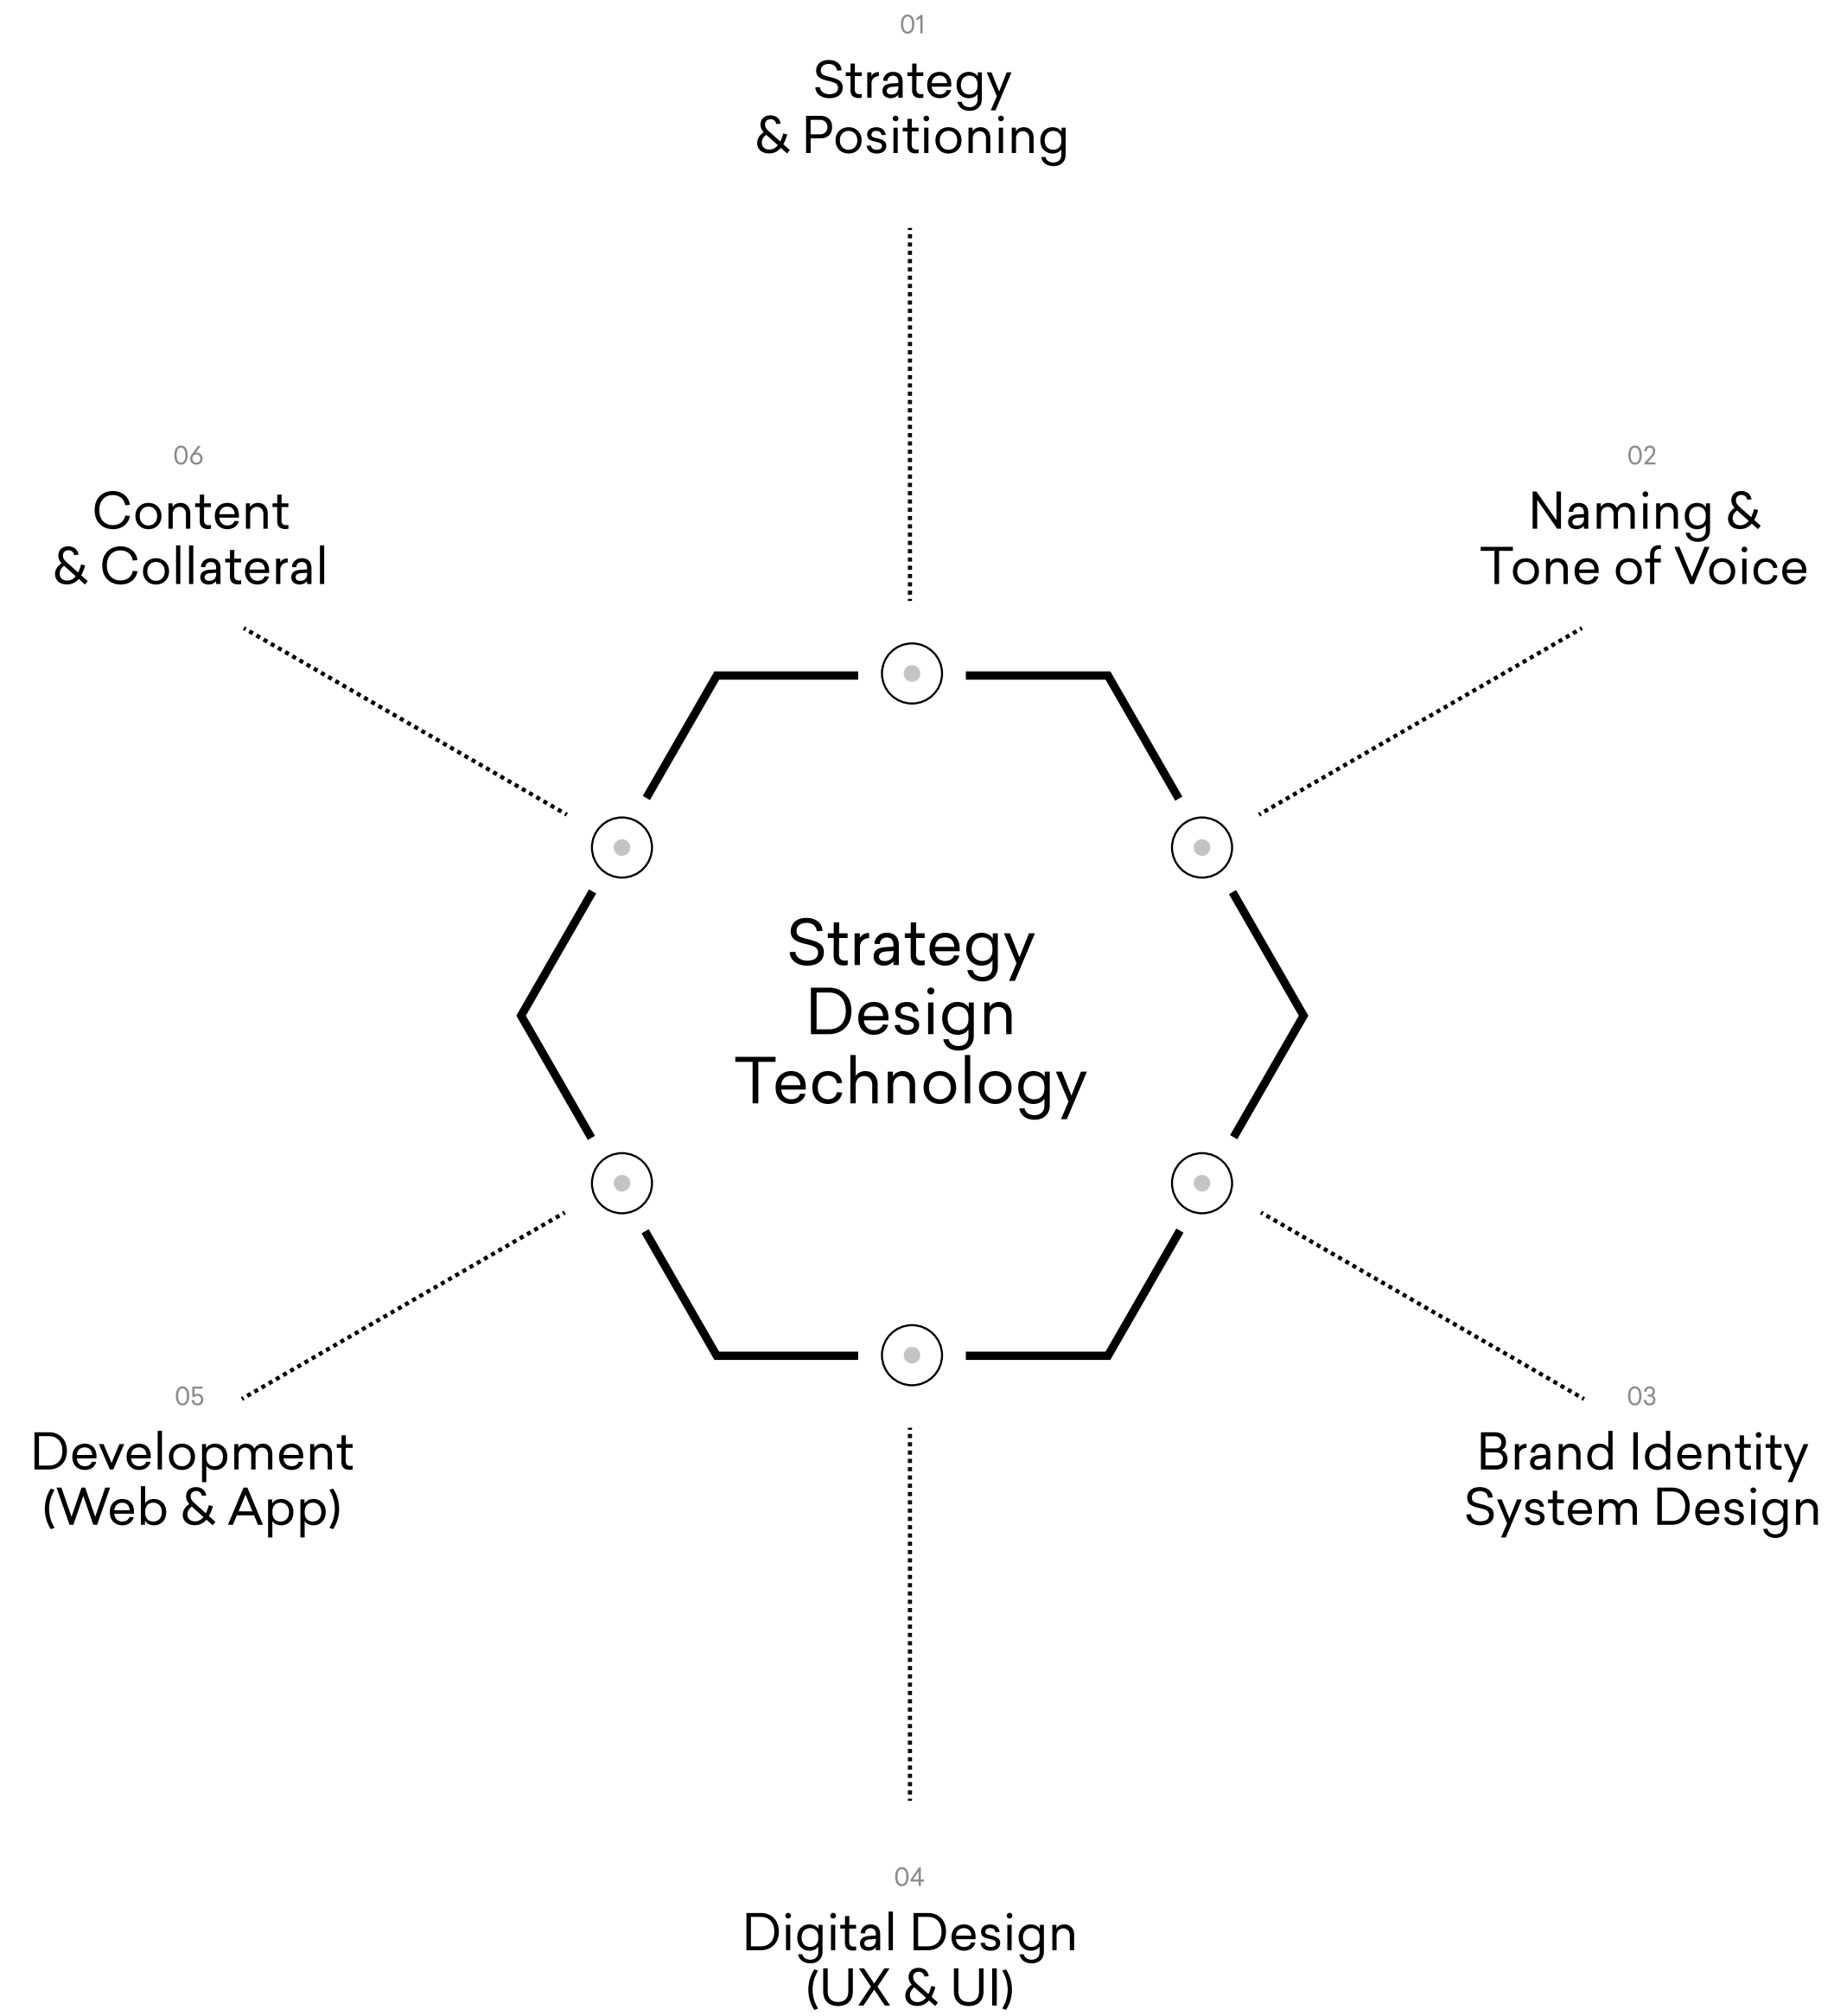 01
Strategy
& Positioning
06
Content
& Collateral
02
Naming &
Tone of Voice
Strategy
Design
Technology
05
Development
(Web & App)
03
Brand Identity
System Design
04
Digital Design
(UX & UI)